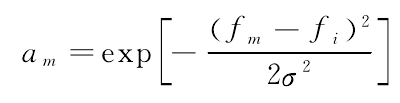 a_m = exp[ - (f_m - f_i)^2 / 2σ^2 ]